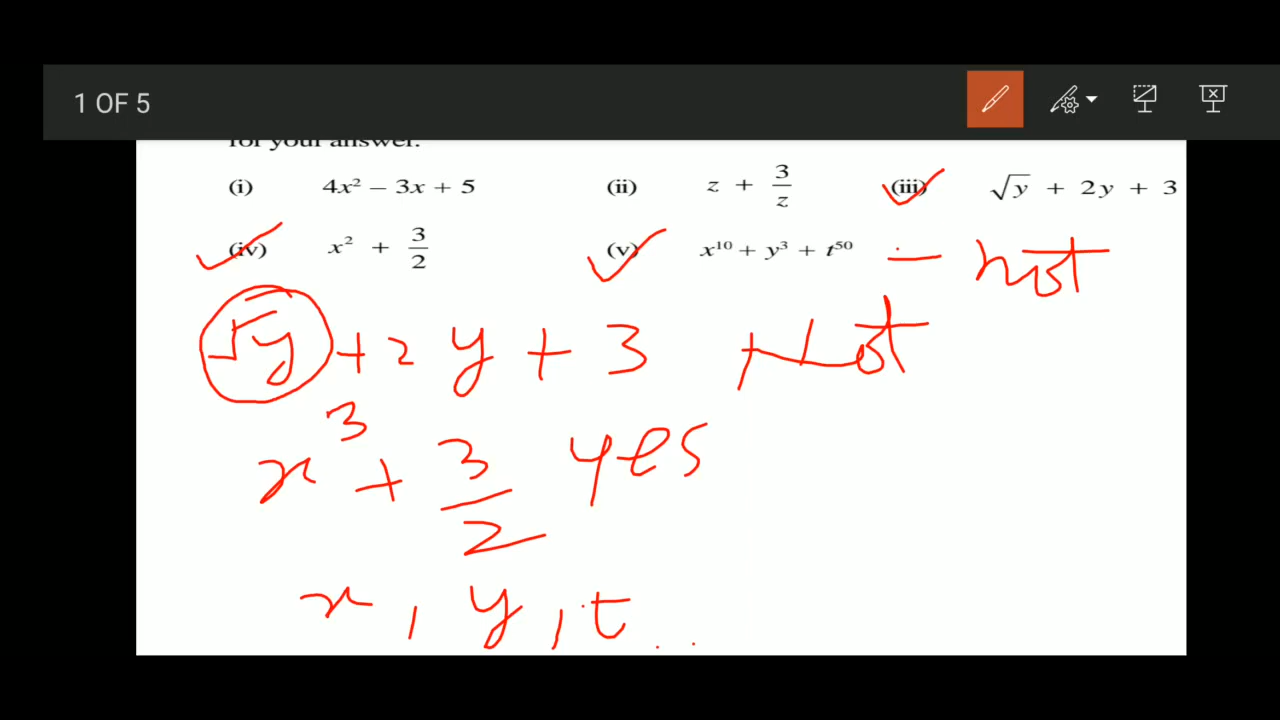 1 OF 5
for your answer.
(i) 4x² – 3x + 5 (ii) z + 3/z (iii) √y + 2y + 3
(iv) x² + 3/2 (v) x¹⁰ + y³ + t⁵⁰ – not
√y + 2y + 3 Not
x³ + 3/2 yes
x, y, t